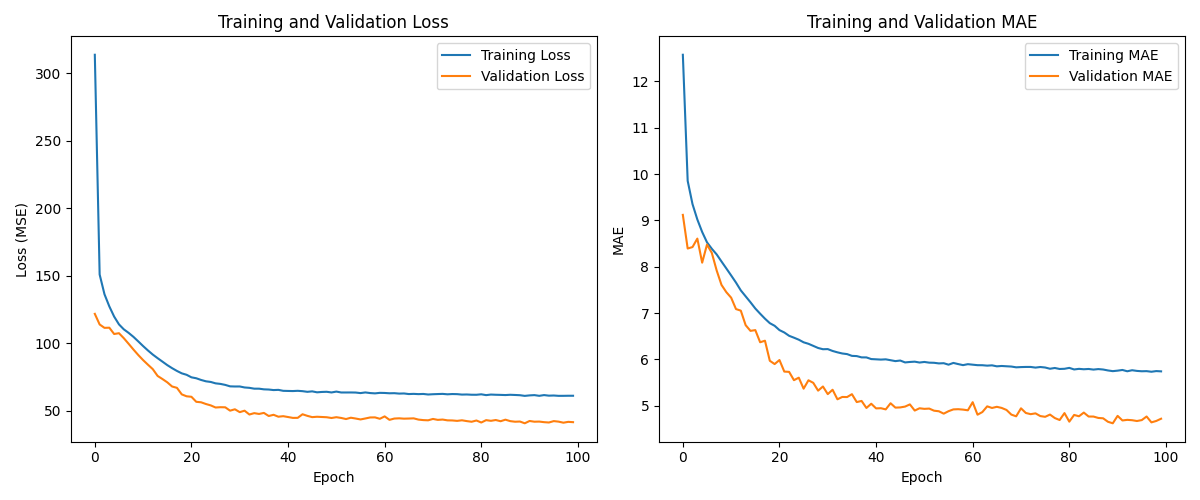 Training and Validation Loss
Training Loss
Validation Loss
300
250
200
150
100
50
Loss (MSE)
0
20
40
60
80
100
Epoch
Training and Validation MAE
Training MAE
Validation MAE
12
11
10
9
8
7
6
5
MAE
0
20
40
60
80
100
Epoch